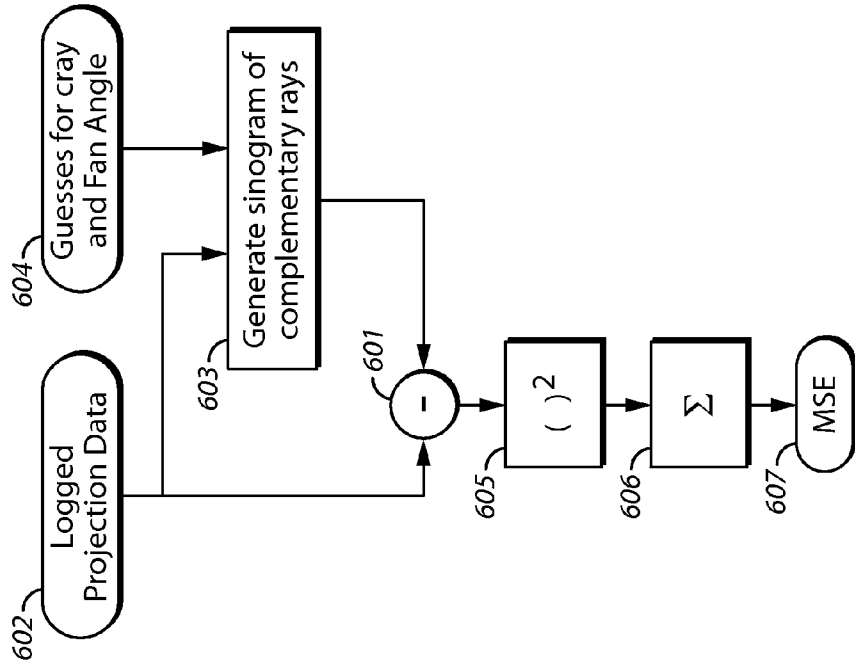 602
Logged
Projection Data
604
Guesses for cray
and Fan Angle
603
Generate sinogram of
complementary rays
601
-
605
( )²
606
Σ
607
MSE